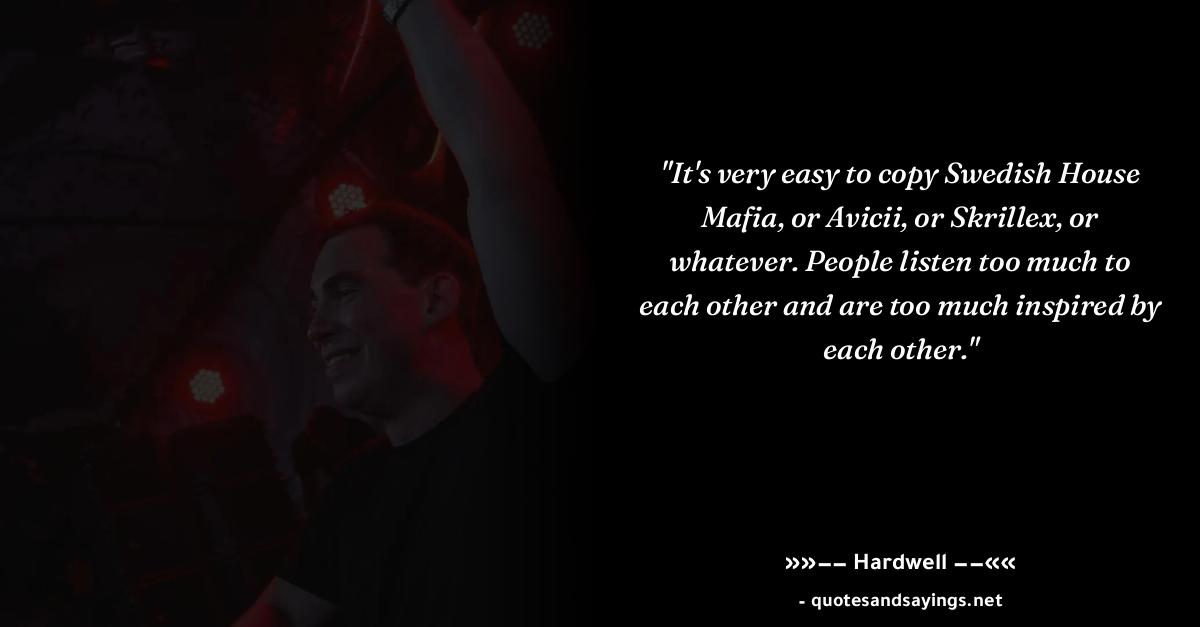 "It's very easy to copy Swedish House
Mafia, or Avicii, or Skrillex, or
whatever. People listen too much to
each other and are too much inspired by
each other."
»»–– Hardwell ––««
- quotesandsayings.net